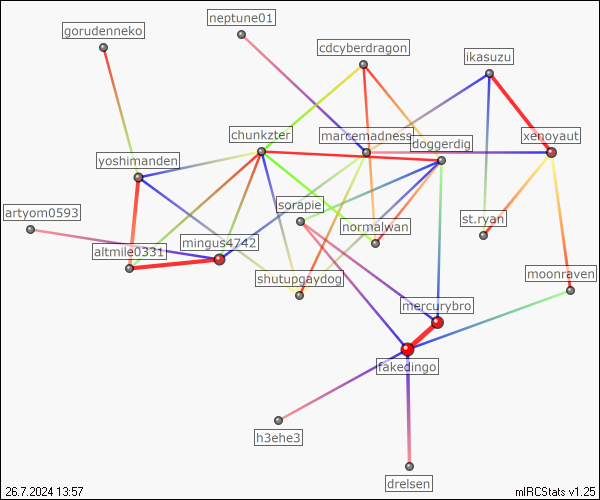 neptune01
gorudenneko
cdcyberdragon
ikasuzu
chunkzter
marcemadness
xenoyaut
doggerdig
yoshimanden
sorapie
artyom0593
st.ryan
normalwan
mingus4742
altmile0331
shutupgaydog
moonraven
mercurybro
fakedingo
h3ehe3
drelsen
26.7.2024 13:57
mIRCStats v1.25